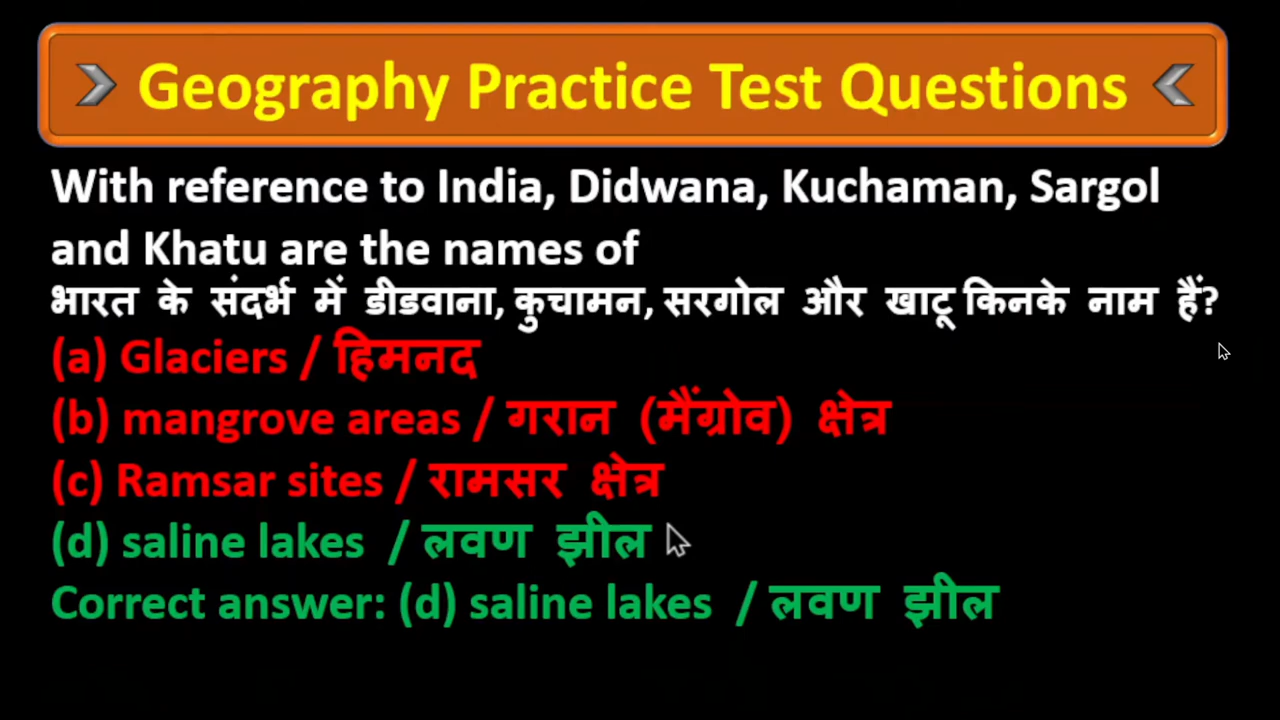 Geography Practice Test Questions
With reference to India, Didwana, Kuchaman, Sargol
and Khatu are the names of
भारत के संदर्भ में डीडवाना, कुचामन, सरगोल और खाटू किनके नाम हैं?
(a) Glaciers / हिमनद
(b) mangrove areas / गरान (मैंग्रोव) क्षेत्र
(c) Ramsar sites / रामसर क्षेत्र
(d) saline lakes / लवण झील
Correct answer: (d) saline lakes / लवण झील